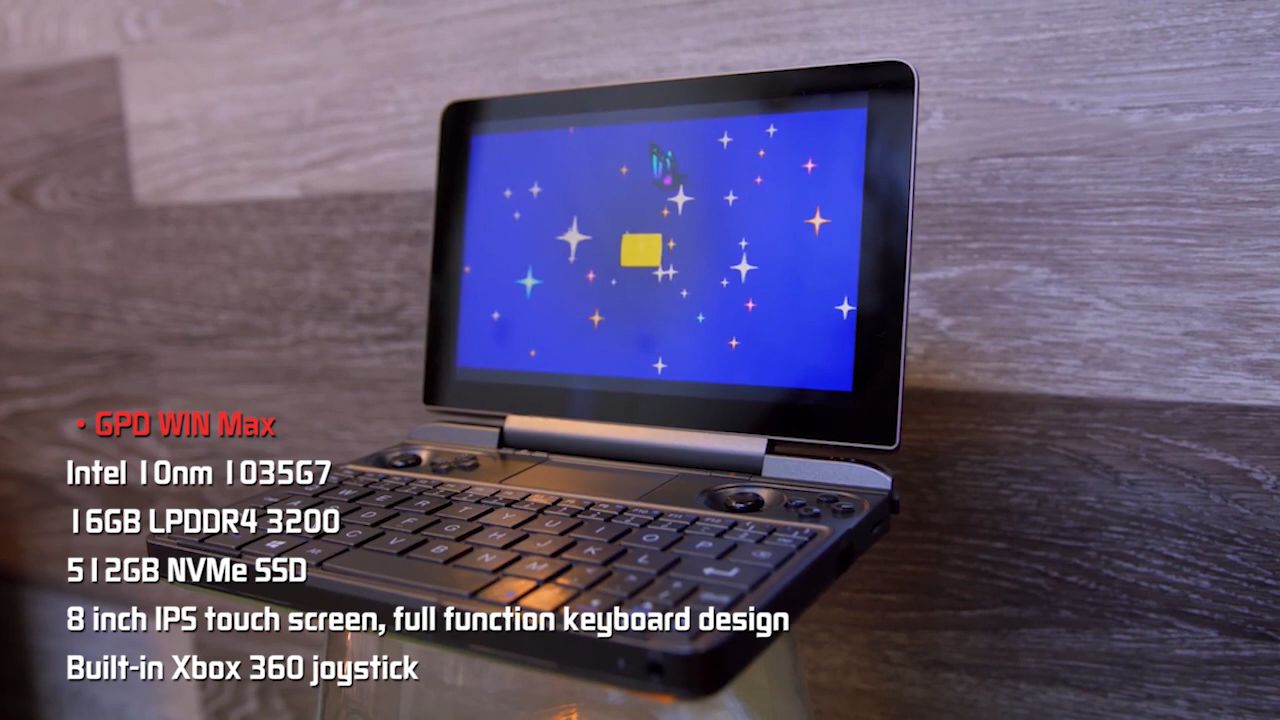 • GPD WIN Max
Intel 10nm 1035G7
16GB LPDDR4 3200
512GB NVMe SSD
8 inch IPS touch screen, full function keyboard design
Built-in Xbox 360 joystick
W E R T Y U I O P
D F G H J K L
C V B N M